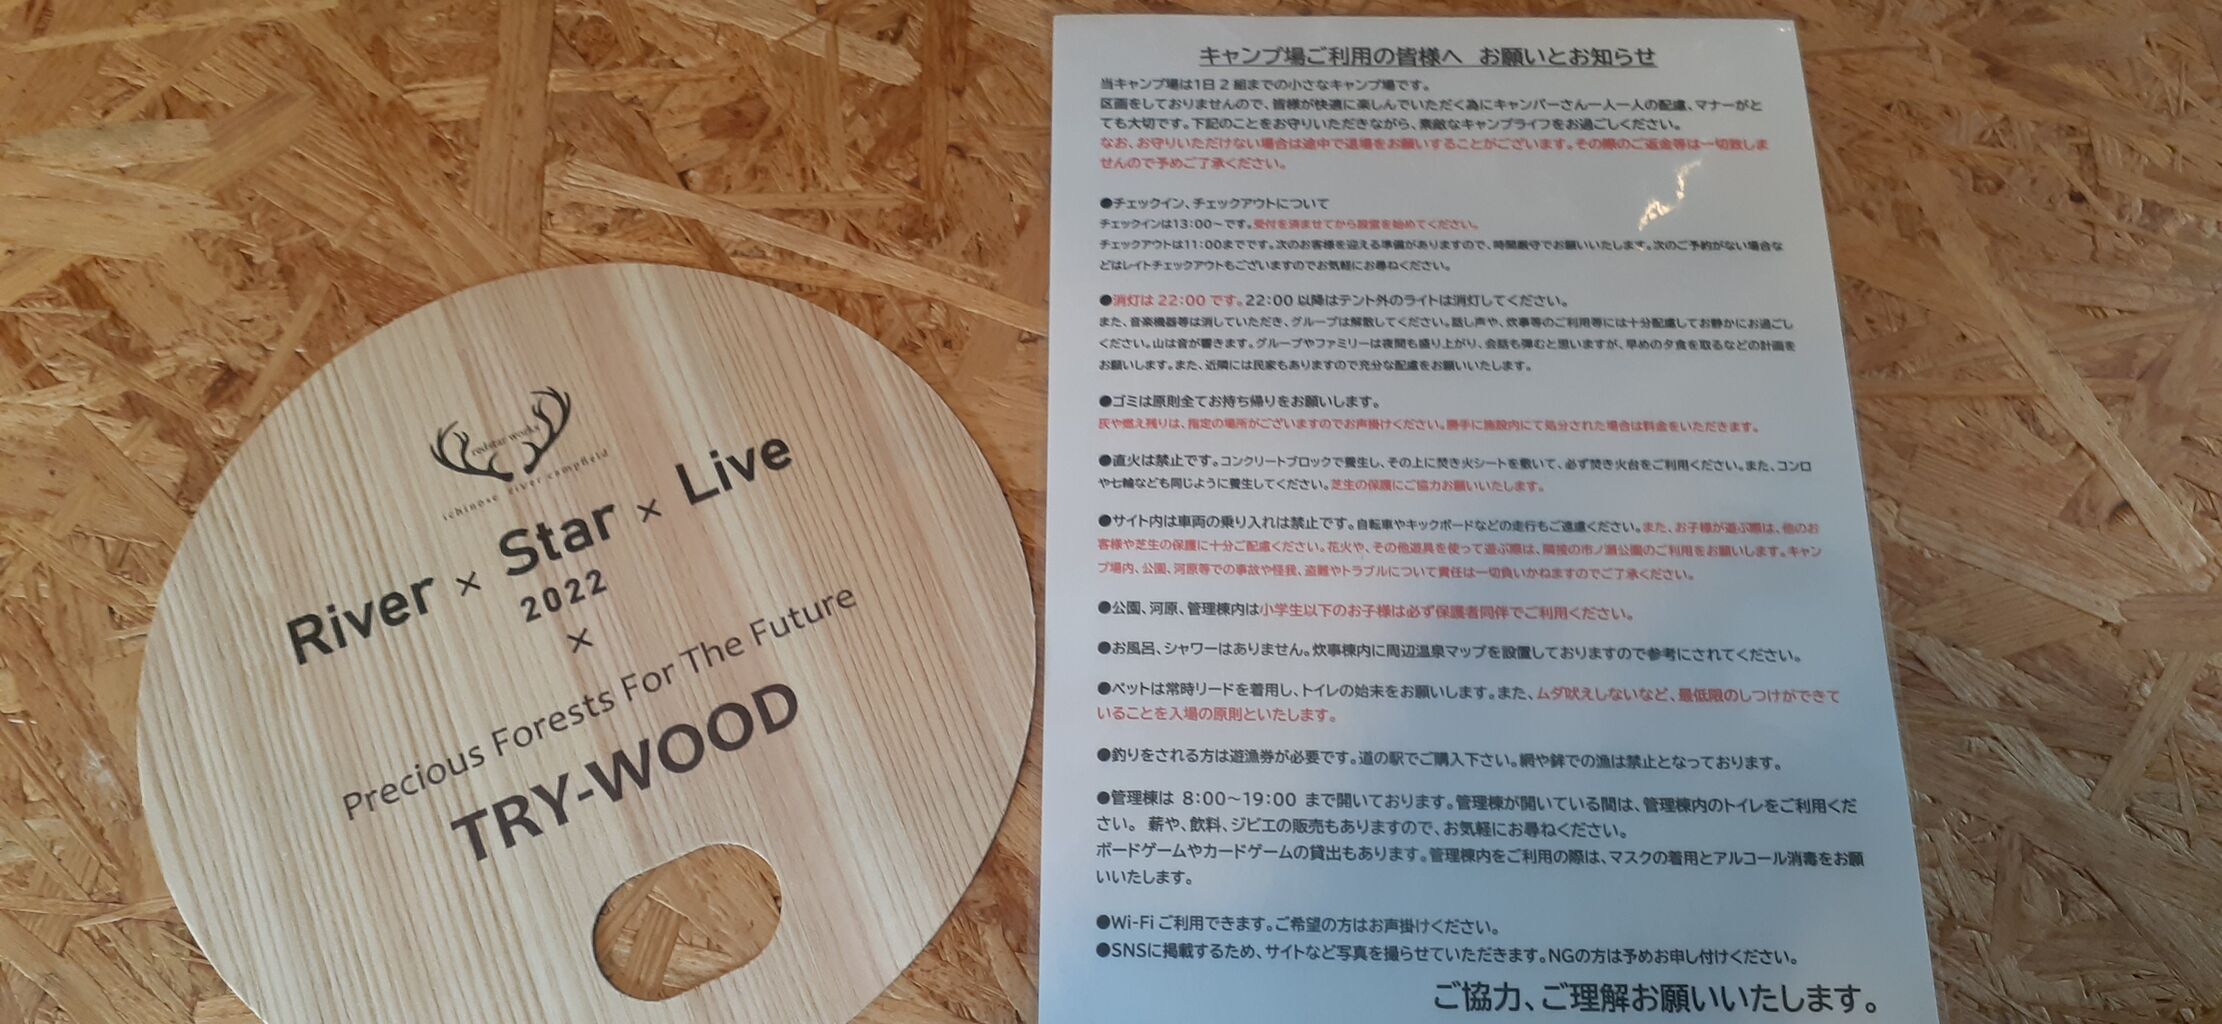 redstar works
ichinose river campfield
River × Star × Live
2022
×
Precious Forests For The Future
TRY-WOOD
キャンプ場ご利用の皆様へ お願いとお知らせ
当キャンプ場は1日2組までの小さなキャンプ場です。
区画をしておりませんので、皆様が快適に楽しんでいただく為にキャンパーさん一人一人の配慮、マナーがと
ても大切です。下記のことをお守りいただきながら、素敵なキャンプライフをお過ごしください。
なお、お守りいただけない場合は途中で退場をお願いすることがございます。その際のご返金等は一切致しま
せんので予めご了承ください。
●チェックイン、チェックアウトについて
チェックインは13:00~です。受付を済ませてから設営を始めてください。
チェックアウトは11:00までです。次のお客様を迎える準備がありますので、時間厳守でお願いいたします。次のご予約がない場合な
どはレイトチェックアウトもございますのでお気軽にお尋ねください。
●消灯は 22:00 です。22:00 以降はテント外のライトは消灯してください。
また、音楽機器等は消していただき、グループは解散してください。話し声や、炊事等のご利用等には十分配慮してお静かにお過ごし
ください。山は音が響きます。グループやファミリーは夜間も盛り上がり、会話も弾むと思いますが、早めの夕食を取るなどの計画を
お願いします。また、近隣には民家もありますので充分な配慮をお願いいたします。
●ゴミは原則全てお持ち帰りをお願いします。
灰や燃え残りは、指定の場所がございますのでお声掛けください。勝手に施設内にて処分された場合は料金をいただきます。
●直火は禁止です。コンクリートブロックで養生し、その上に焚き火シートを敷いて、必ず焚き火台をご利用ください。また、コンロ
や七輪なども同じように養生してください。芝生の保護にご協力お願いいたします。
●サイト内は車両の乗り入れは禁止です。自転車やキックボードなどの走行もご遠慮ください。また、お子様が遊ぶ際は、他のお
客様や芝生の保護に十分ご配慮ください。花火や、その他遊具を使って遊ぶ際は、隣接の市ノ瀬公園のご利用をお願いします。キャン
プ場内、公園、河原等での事故や怪我、盗難やトラブルについて責任は一切負いかねますのでご了承ください。
●公園、河原、管理棟内は小学生以下のお子様は必ず保護者同伴でご利用ください。
●お風呂、シャワーはありません。炊事棟内に周辺温泉マップを設置しておりますので参考にされてください。
●ペットは常時リードを着用し、トイレの始末をお願いします。また、ムダ吠えしないなど、最低限のしつけができて
いることを入場の原則といたします。
●釣りをされる方は遊漁券が必要です。道の駅でご購入下さい。網や鉾での漁は禁止となっております。
●管理棟は 8:00~19:00 まで開いております。管理棟が開いている間は、管理棟内のトイレをご利用くだ
さい。 薪や、飲料、ジビエの販売もありますので、お気軽にお尋ねください。
ボードゲームやカードゲームの貸出もあります。管理棟内をご利用の際は、マスクの着用とアルコール消毒をお願
いいたします。
●Wi-Fi ご利用できます。ご希望の方はお声掛けください。
●SNSに掲載するため、サイトなど写真を撮らせていただきます。NGの方は予めお申し付けください。
ご協力、ご理解お願いいたします。